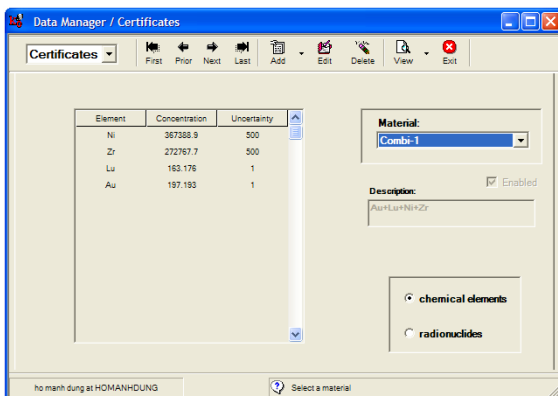 Data Manager / Certificates
Certificates
First Prior Next Last Add Edit Delete View Exit
Element Concentration Uncertainty
Ni 367388.9 500
Zr 272767.7 500
Lu 163.176 1
Au 197.193 1
Material:
Combi-1
Enabled
Description:
Au+Lu+Ni+Zr
chemical elements
radionuclides
ho manh dung at HOMANHDUNG
Select a material